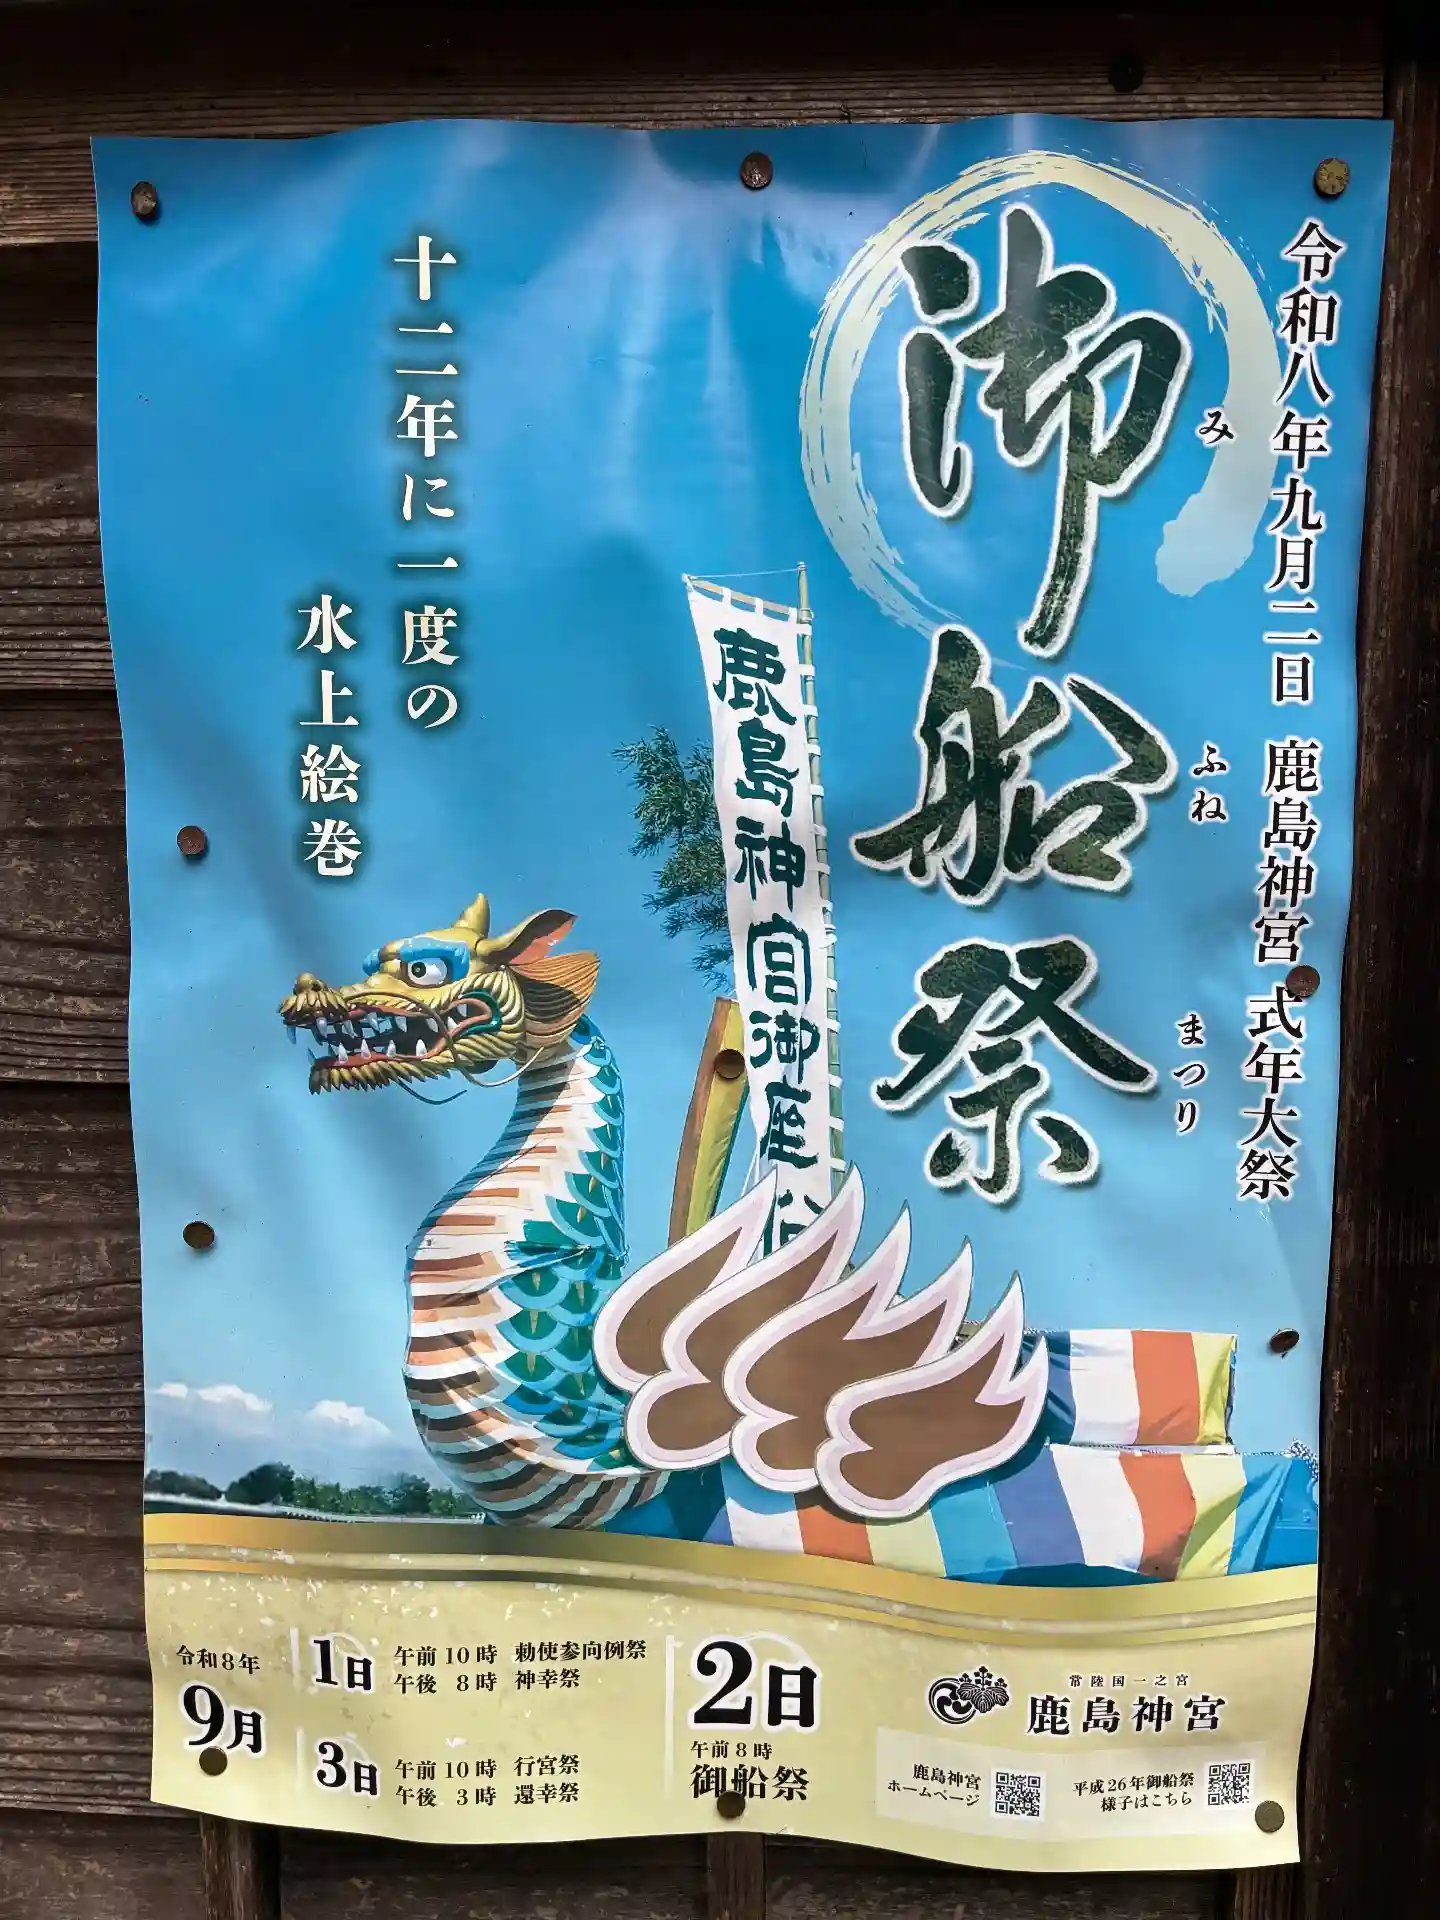 令和八年九月二日 鹿島神宮 式年大祭
御船祭
み ふね まつり
十二年に一度の
水上絵巻
鹿島神宮御座船
令和8年
9月
1日
午前10時 勅使参向例祭
午後 8時 神幸祭
3日
午前10時 行宮祭
午後 3時 還幸祭
2日
午前8時
御船祭
常陸国一之宮
鹿島神宮
鹿島神宮
ホームページ
平成26年御船祭
様子はこちら